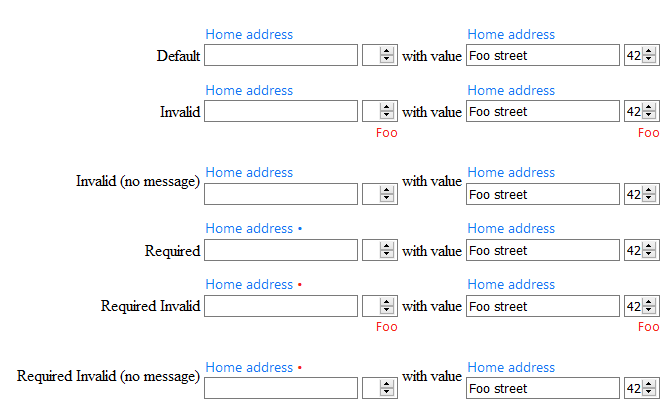 Home address Home address
Default with value Foo street 42
Home address Home address
Invalid with value Foo street 42
Foo Foo
Home address Home address
Invalid (no message) with value Foo street 42
Home address • Home address
Required with value Foo street 42
Home address • Home address
Required Invalid with value Foo street 42
Foo Foo
Home address • Home address
Required Invalid (no message) with value Foo street 42